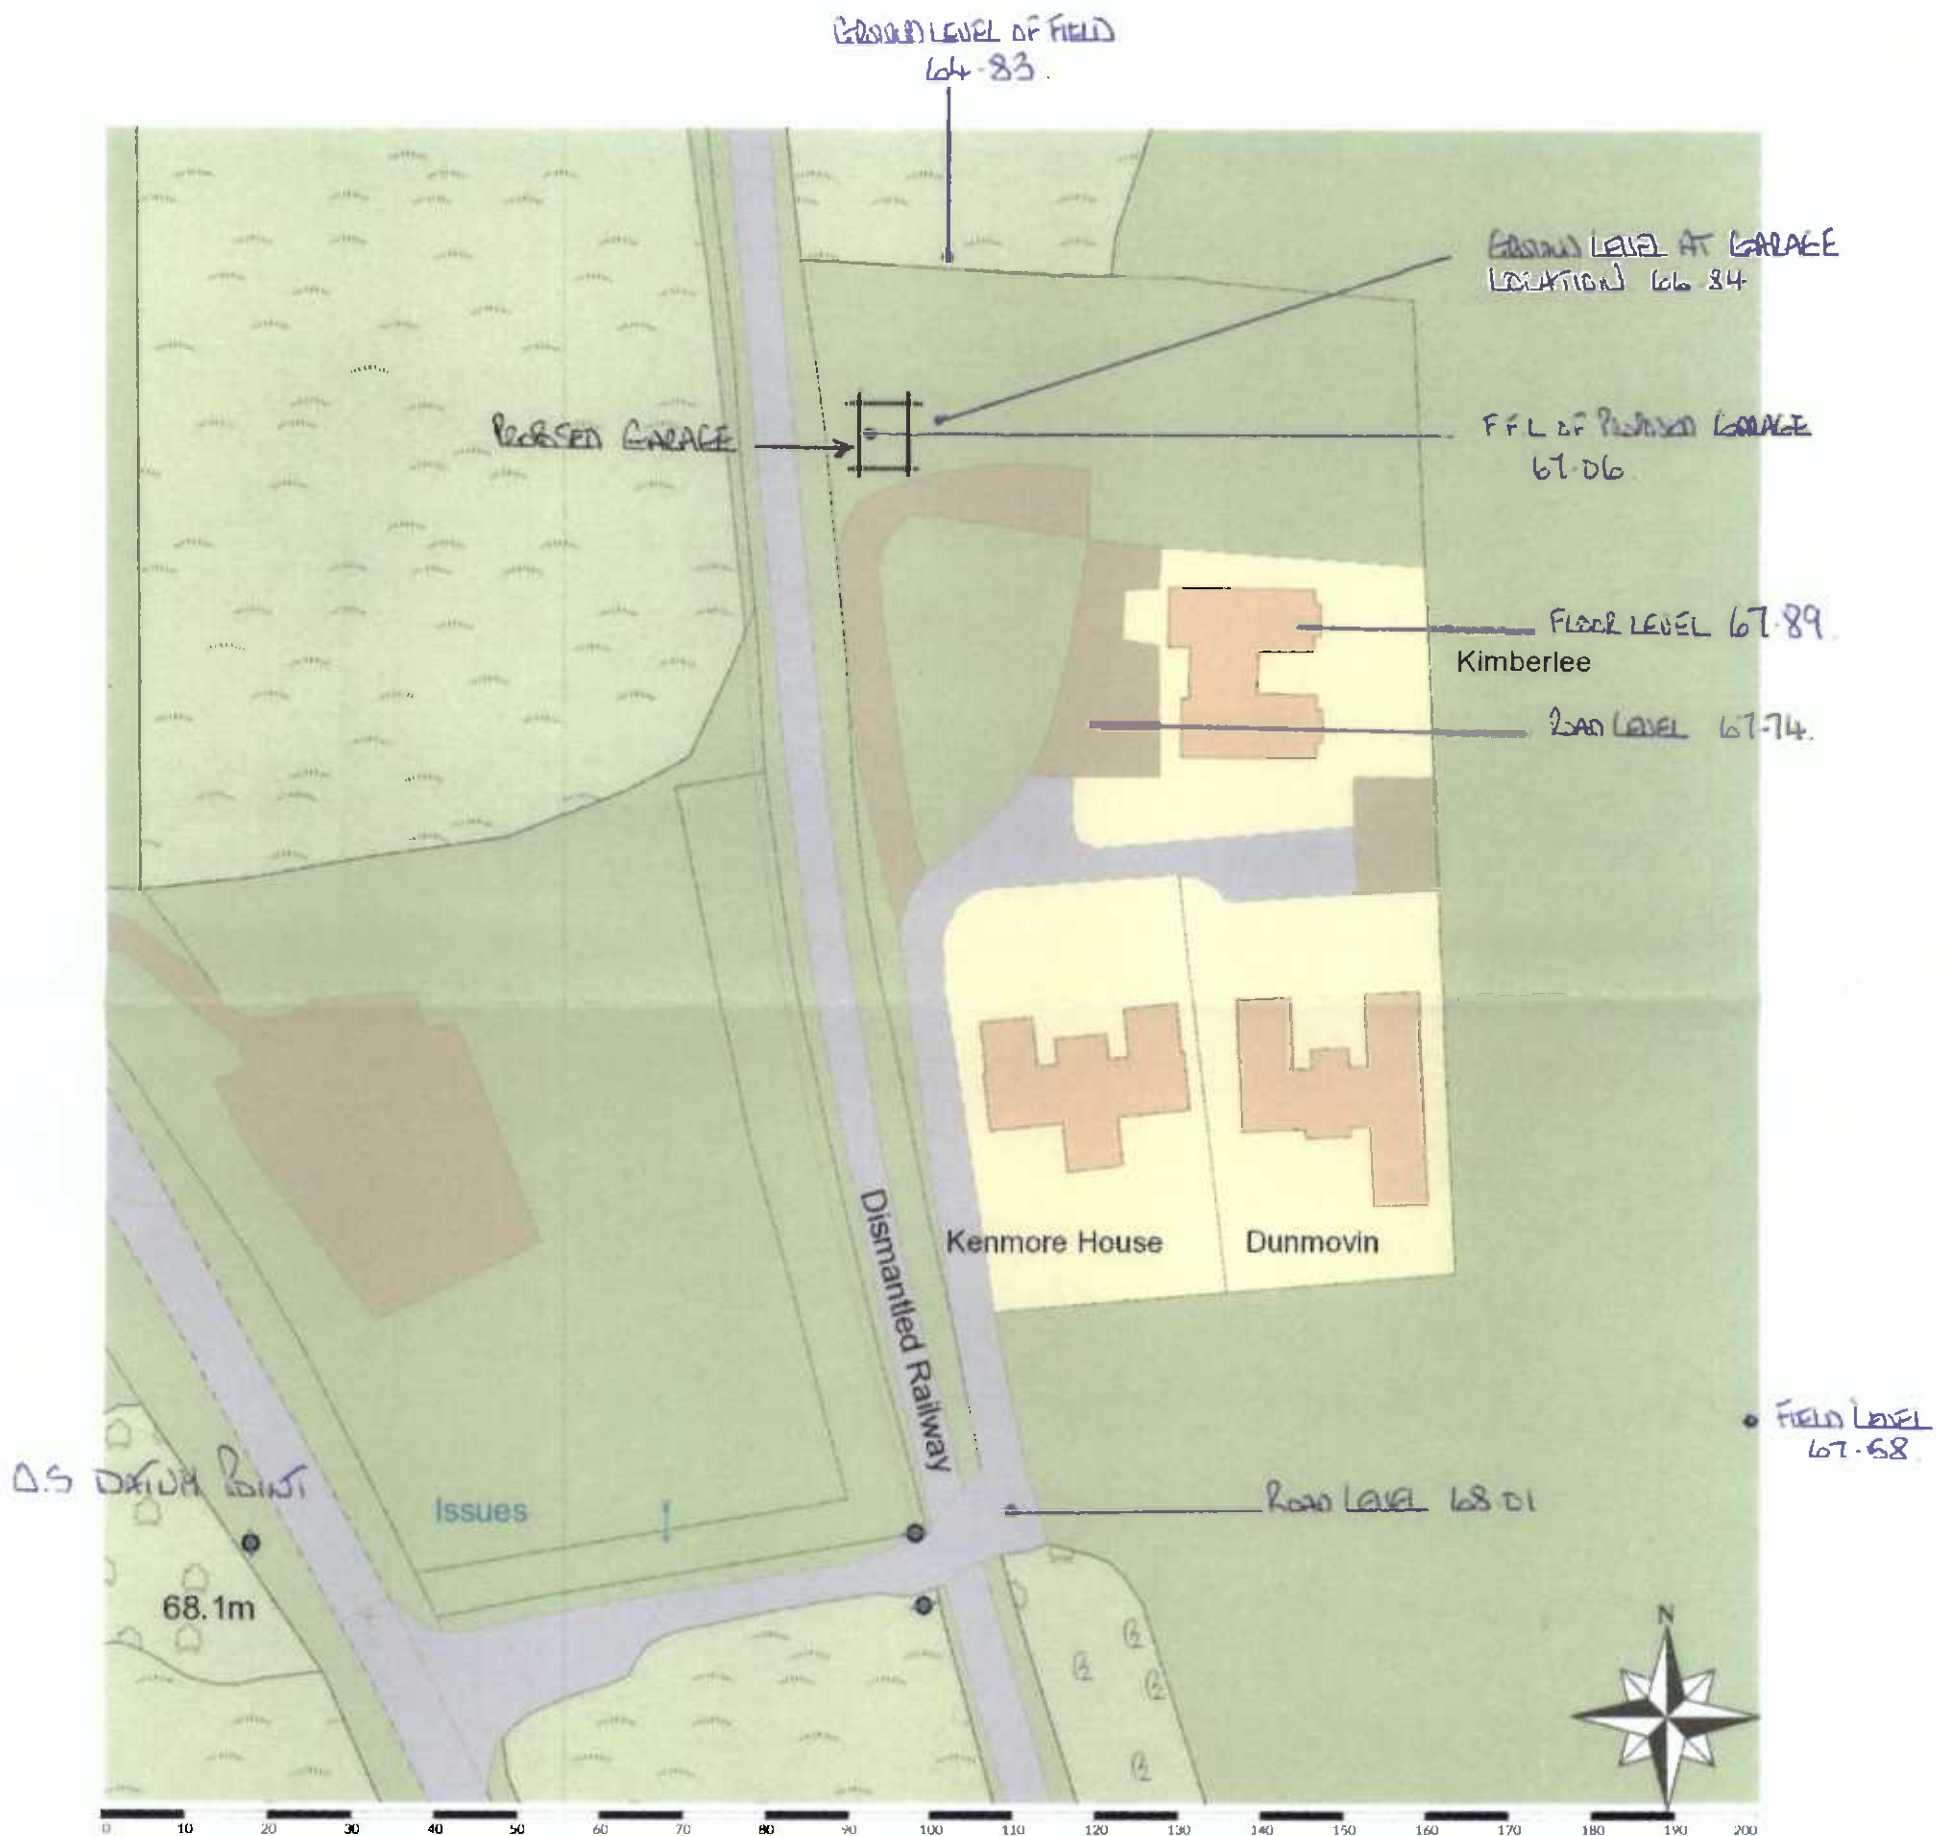 GROUND LEVEL OF FIELD
64.83.
GROUND LEVEL AT GARAGE
LOCATION 66.84
PROPOSED GARAGE
F F L OF PROPOSED GARAGE
67.06
FLOOR LEVEL 67.89.
Kimberlee
ROAD LEVEL 67.74.
Dismantled Railway
Kenmore House
Dunmovin
FIELD LEVEL
67.58.
O.S DATUM POINT
Issues
ROAD LEVEL 68.01
68.1m
N
0 10 20 30 40 50 60 70 80 90 100 110 120 130 140 150 160 170 180 190 200